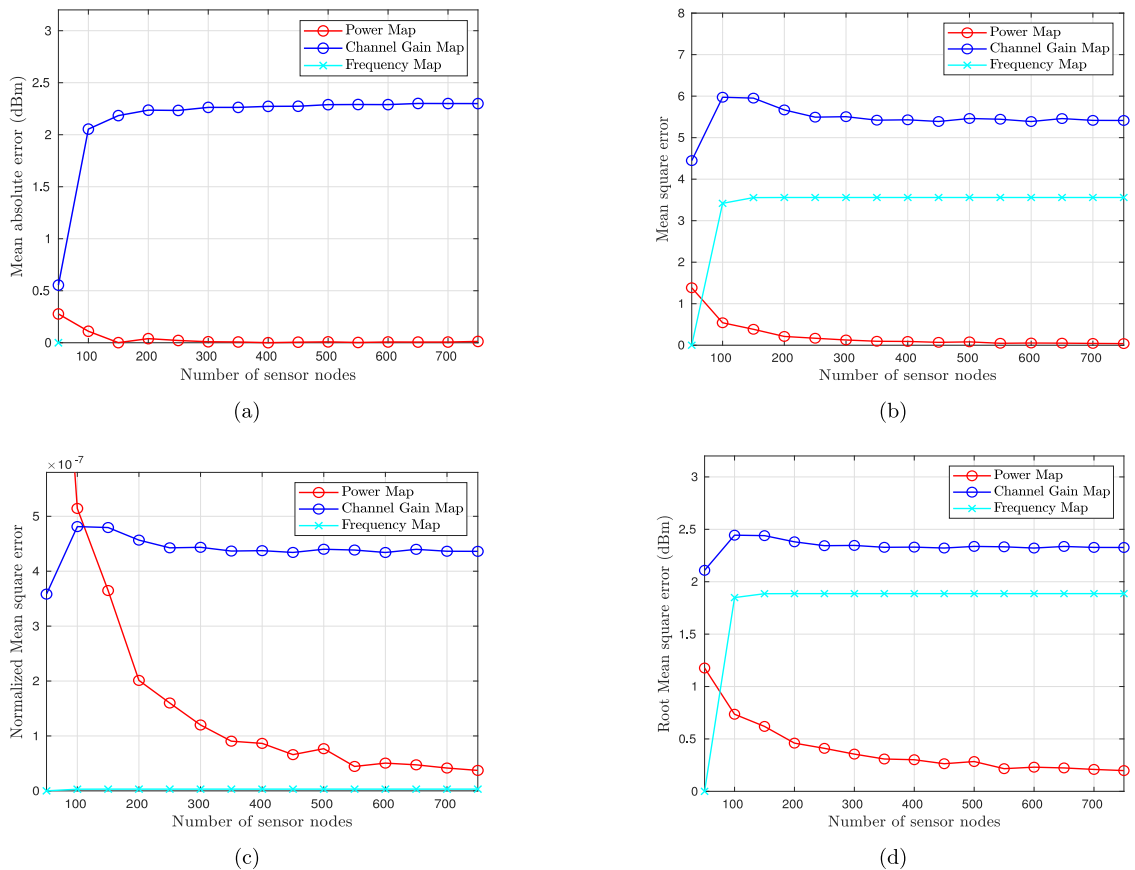 Power Map
Channel Gain Map
Frequency Map
Mean absolute error (dBm)
3
2.5
2
1.5
1
0.5
0
100 200 300 400 500 600 700
Number of sensor nodes
(a)
Power Map
Channel Gain Map
Frequency Map
Mean square error
8
7
6
5
4
3
2
1
0
100 200 300 400 500 600 700
Number of sensor nodes
(b)
×10-7
Power Map
Channel Gain Map
Frequency Map
Normalized Mean square error
5
4
3
2
1
0
100 200 300 400 500 600 700
Number of sensor nodes
(c)
Power Map
Channel Gain Map
Frequency Map
Root Mean square error (dBm)
3
2.5
2
1.5
1
0.5
0
100 200 300 400 500 600 700
Number of sensor nodes
(d)